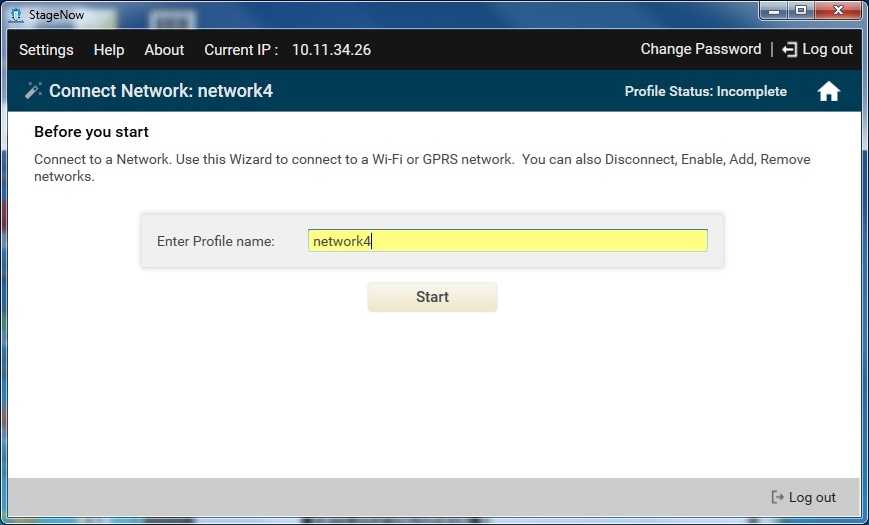 StageNow
Settings Help About Current IP : 10.11.34.26 Change Password | Log out
Connect Network: network4 Profile Status: Incomplete
Before you start
Connect to a Network. Use this Wizard to connect to a Wi-Fi or GPRS network. You can also Disconnect, Enable, Add, Remove
networks.
Enter Profile name: network4
Start
Log out